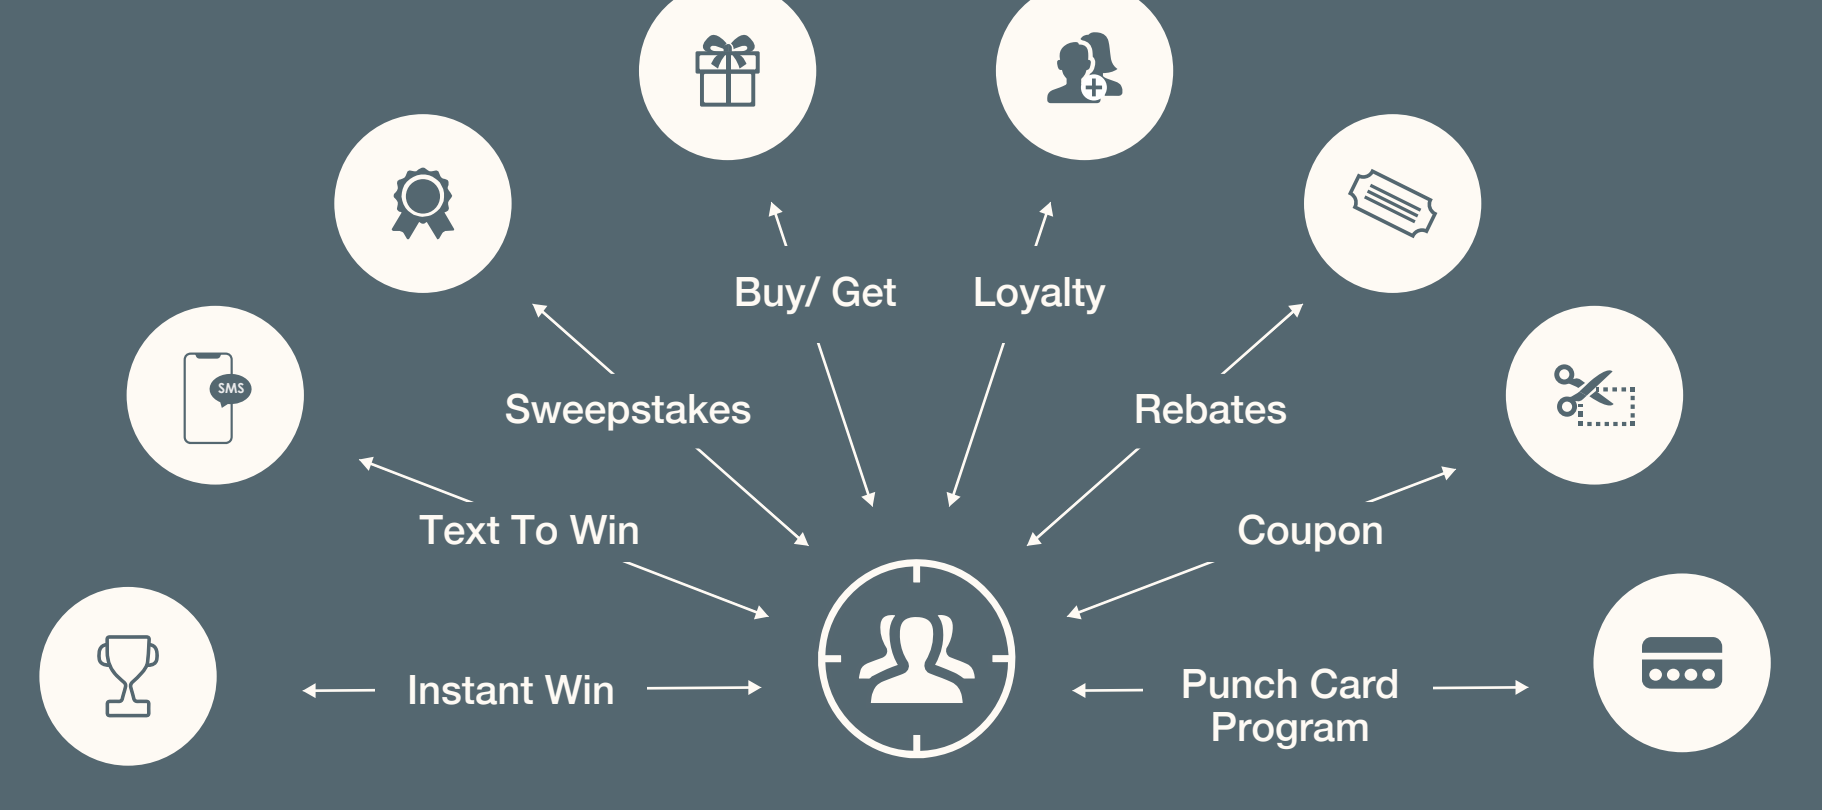 Buy/ Get
Loyalty
Sweepstakes
Rebates
SMS
Text To Win
Coupon
Instant Win
Punch Card
Program